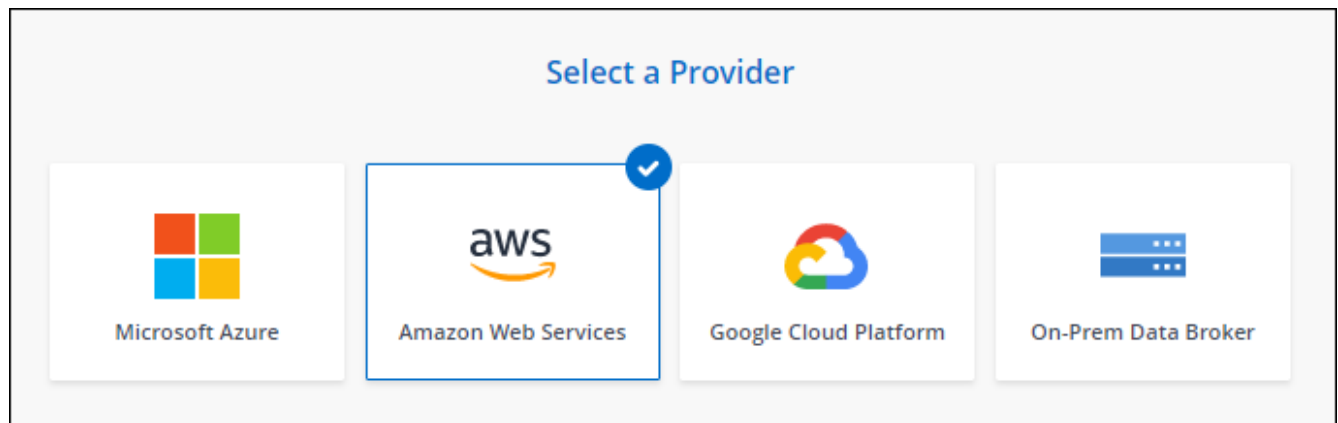 Select a Provider
aws
Microsoft Azure
Amazon Web Services
Google Cloud Platform
On-Prem Data Broker